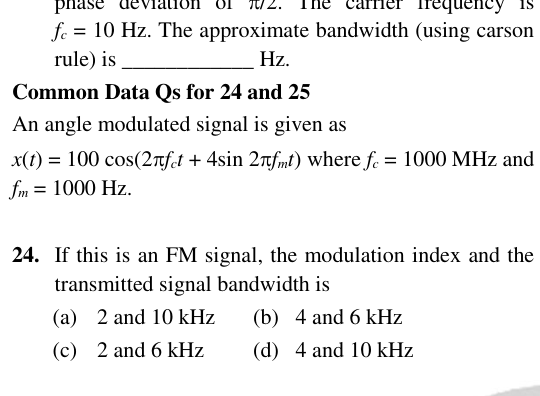 phase deviation of π/2. The carrier frequency is
f_c = 10 Hz. The approximate bandwidth (using carson
rule) is ____________ Hz.
Common Data Qs for 24 and 25
An angle modulated signal is given as
x(t) = 100 cos(2πf_ct + 4sin 2πf_mt) where f_c = 1000 MHz and
f_m = 1000 Hz.
24. If this is an FM signal, the modulation index and the
transmitted signal bandwidth is
(a) 2 and 10 kHz (b) 4 and 6 kHz
(c) 2 and 6 kHz (d) 4 and 10 kHz